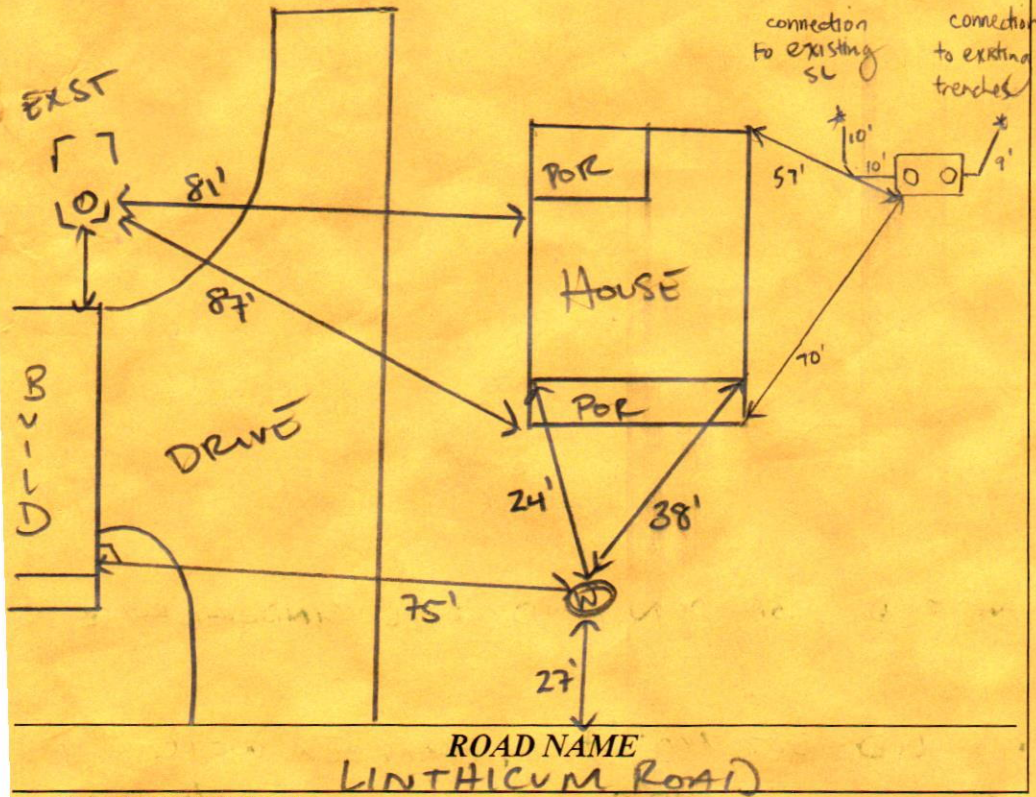 connection
to existing
SL
connection
to existing
trenches
EXST
10'
10'
9'
57'
81'
POR
HOUSE
87'
70'
BUILD
DRIVE
POR
24'
38'
W
75'
27'
ROAD NAME
LINTHICUM ROAD